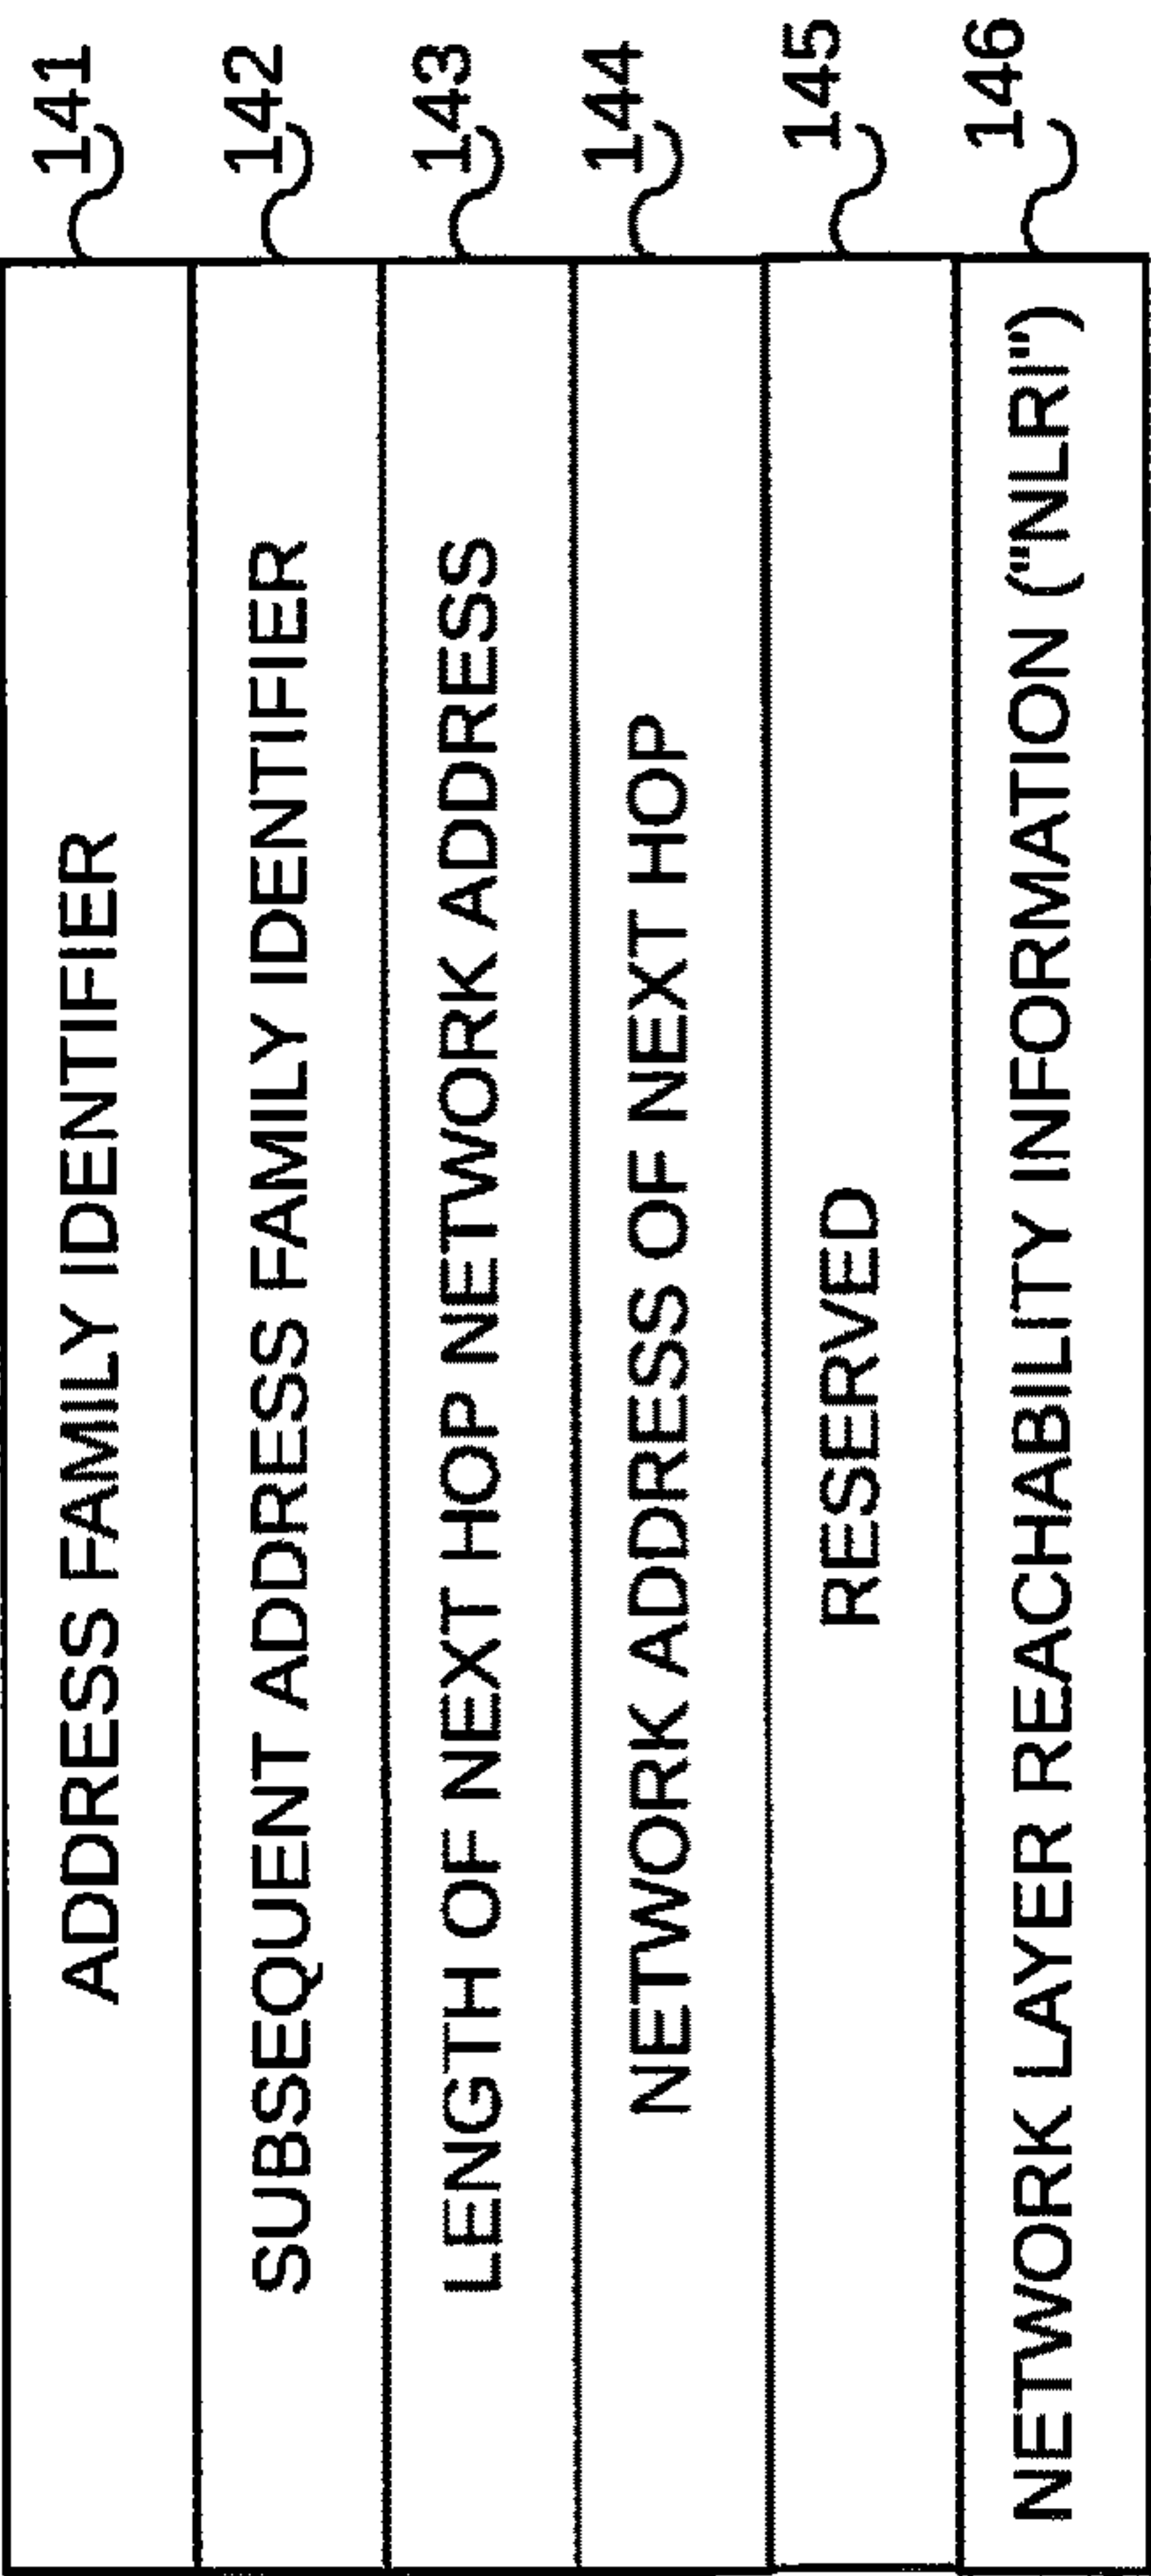 ADDRESS FAMILY IDENTIFIER 141
SUBSEQUENT ADDRESS FAMILY IDENTIFIER 142
LENGTH OF NEXT HOP NETWORK ADDRESS 143
NETWORK ADDRESS OF NEXT HOP 144
RESERVED 145
NETWORK LAYER REACHABILITY INFORMATION ("NLRI") 146